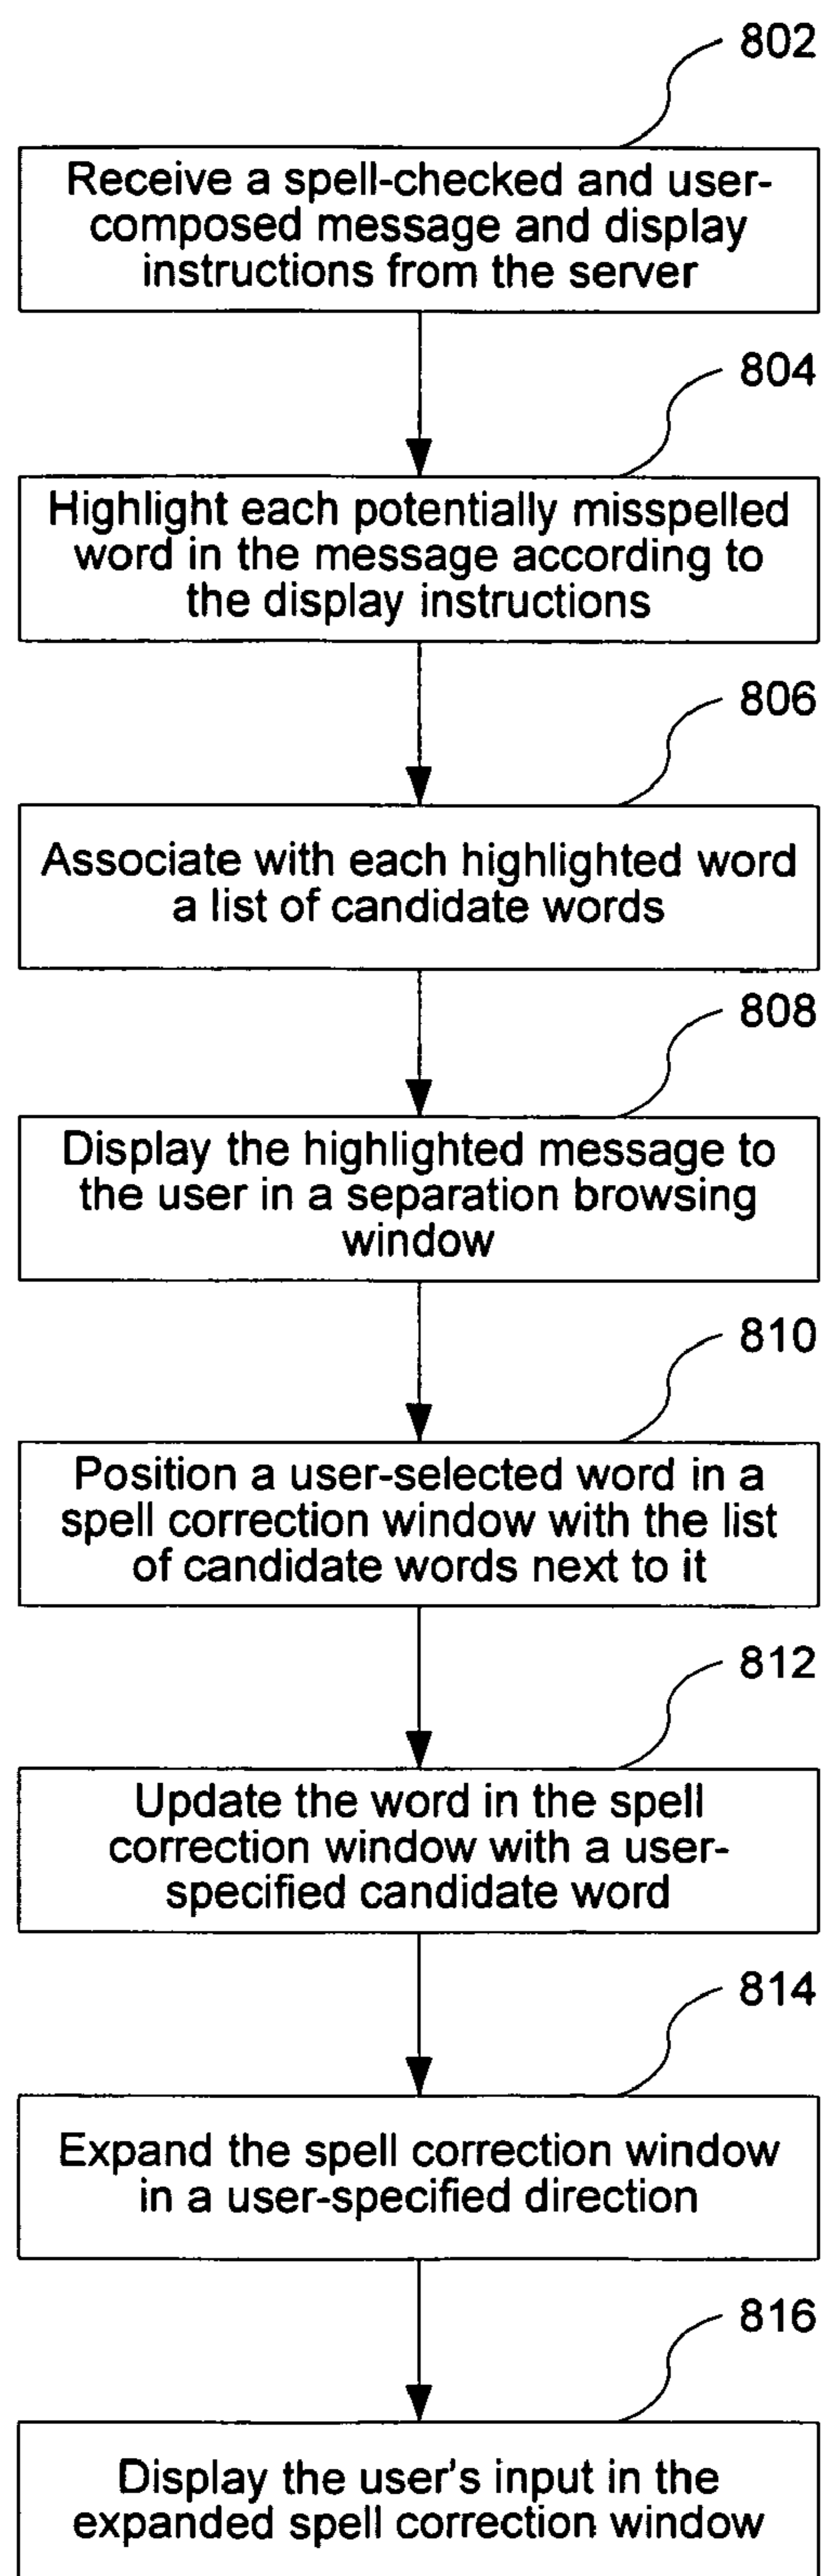 802
Receive a spell-checked and user-
composed message and display
instructions from the server
804
Highlight each potentially misspelled
word in the message according to
the display instructions
806
Associate with each highlighted word
a list of candidate words
808
Display the highlighted message to
the user in a separation browsing
window
810
Position a user-selected word in a
spell correction window with the list
of candidate words next to it
812
Update the word in the spell
correction window with a user-
specified candidate word
814
Expand the spell correction window
in a user-specified direction
816
Display the user's input in the
expanded spell correction window